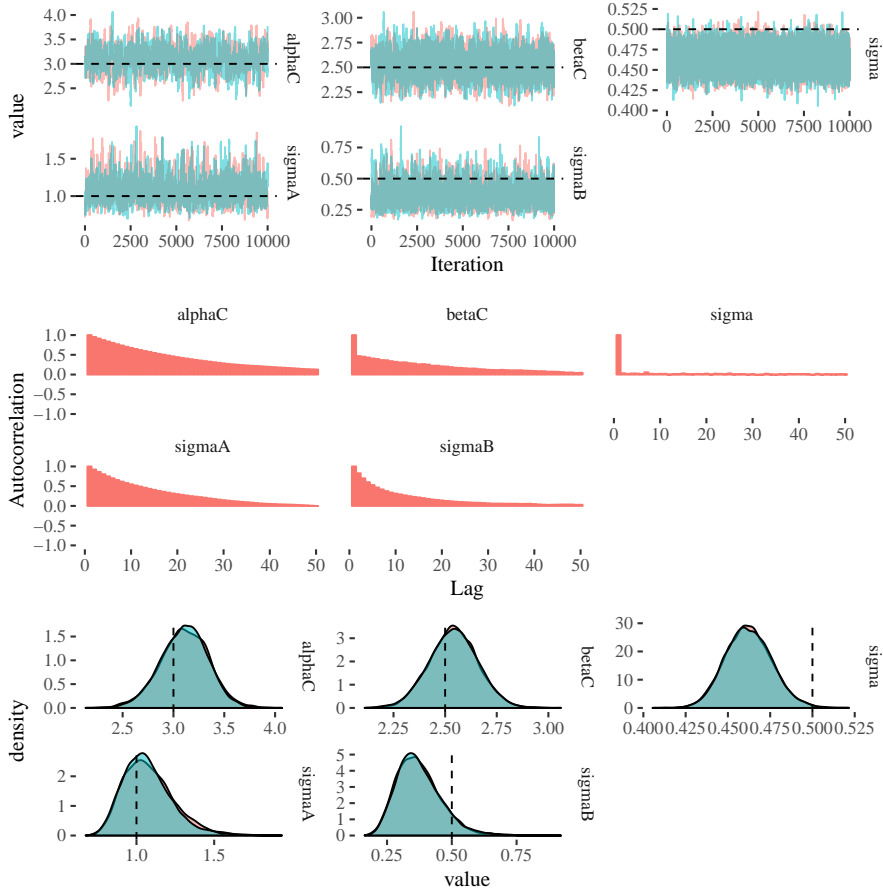 4.0
3.5
3.0
2.5
alphaC
3.00
2.75
2.50
2.25
betaC
0.525
0.500
0.475
0.450
0.425
0.400
sigma
0 2500 5000 7500 10000
value
1.5
1.0
sigmaA
0.75
0.50
0.25
sigmaB
0 2500 5000 7500 10000
0 2500 5000 7500 10000
Iteration
alphaC
betaC
sigma
1.0
0.5
0.0
−0.5
−1.0
0 10 20 30 40 50
Autocorrelation
sigmaA
sigmaB
1.0
0.5
0.0
−0.5
−1.0
0 10 20 30 40 50
0 10 20 30 40 50
Lag
1.5
1.0
0.5
0.0
2.5 3.0 3.5 4.0
alphaC
3
2
1
0
2.25 2.50 2.75 3.00
betaC
30
20
10
0
0.400 0.425 0.450 0.475 0.500 0.525
sigma
density
2
1
0
1.0 1.5
sigmaA
5
4
3
2
1
0
0.25 0.50 0.75
sigmaB
value